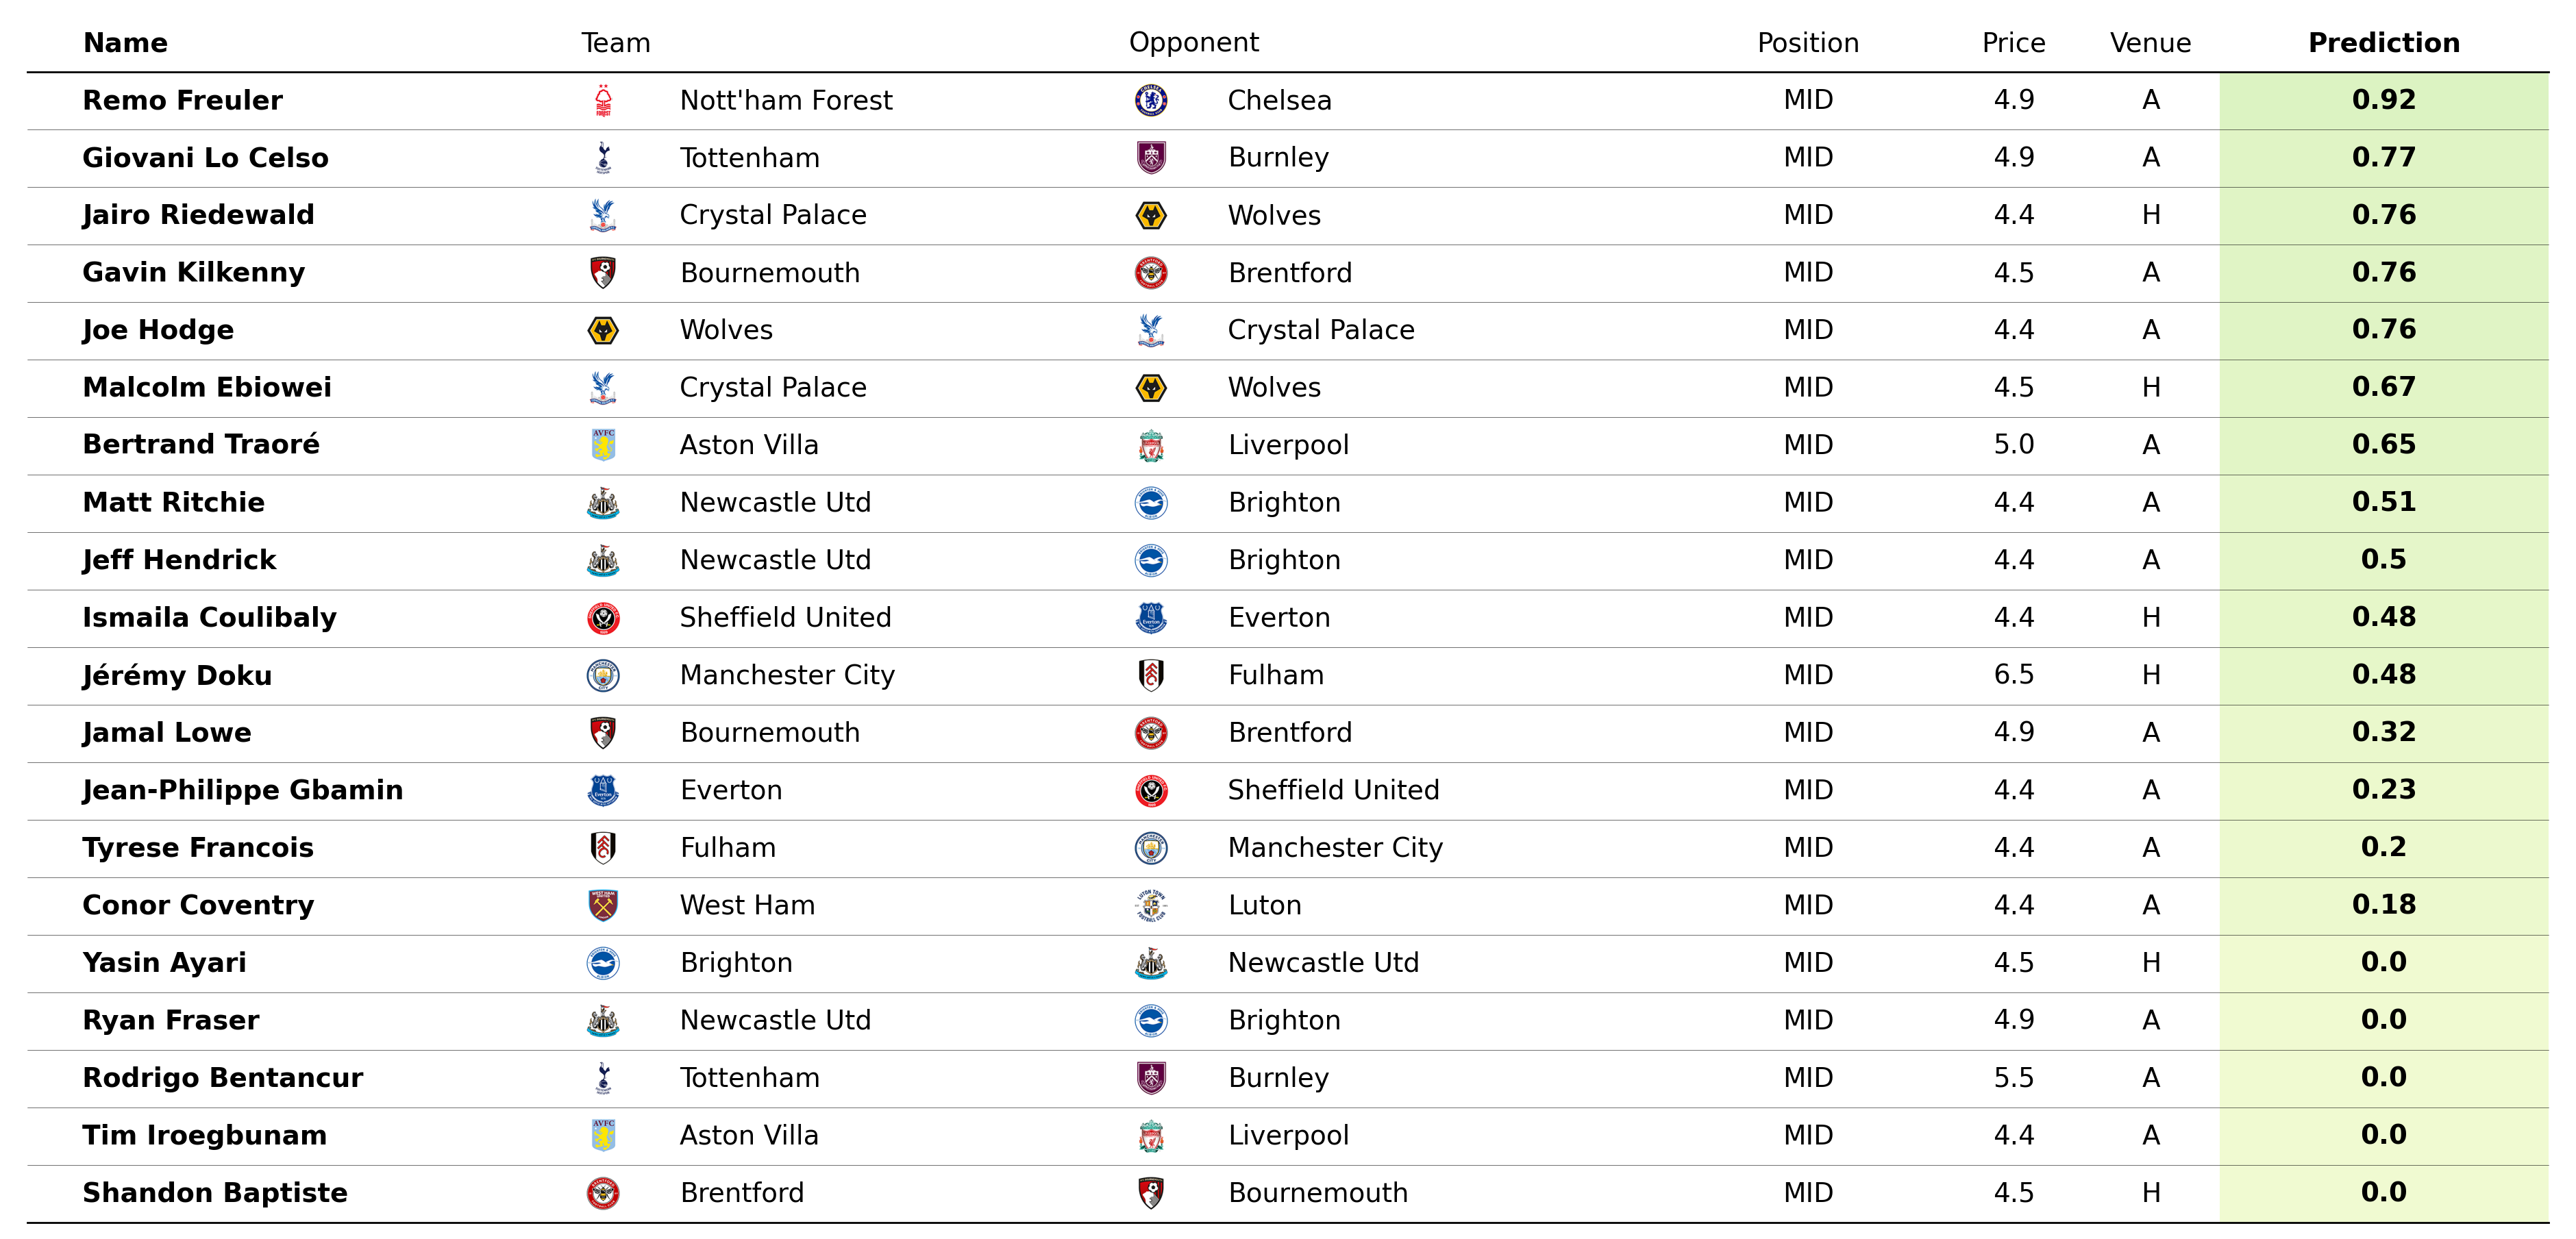 Name Team Opponent Position Price Venue Prediction
Remo Freuler Nott'ham Forest Chelsea MID 4.9 A 0.92
Giovani Lo Celso Tottenham Burnley MID 4.9 A 0.77
Jairo Riedewald Crystal Palace Wolves MID 4.4 H 0.76
Gavin Kilkenny Bournemouth Brentford MID 4.5 A 0.76
Joe Hodge Wolves Crystal Palace MID 4.4 A 0.76
Malcolm Ebiowei Crystal Palace Wolves MID 4.5 H 0.67
Bertrand Traoré Aston Villa Liverpool MID 5.0 A 0.65
Matt Ritchie Newcastle Utd Brighton MID 4.4 A 0.51
Jeff Hendrick Newcastle Utd Brighton MID 4.4 A 0.5
Ismaila Coulibaly Sheffield United Everton MID 4.4 H 0.48
Jérémy Doku Manchester City Fulham MID 6.5 H 0.48
Jamal Lowe Bournemouth Brentford MID 4.9 A 0.32
Jean-Philippe Gbamin Everton Sheffield United MID 4.4 A 0.23
Tyrese Francois Fulham Manchester City MID 4.4 A 0.2
Conor Coventry West Ham Luton MID 4.4 A 0.18
Yasin Ayari Brighton Newcastle Utd MID 4.5 H 0.0
Ryan Fraser Newcastle Utd Brighton MID 4.9 A 0.0
Rodrigo Bentancur Tottenham Burnley MID 5.5 A 0.0
Tim Iroegbunam Aston Villa Liverpool MID 4.4 A 0.0
Shandon Baptiste Brentford Bournemouth MID 4.5 H 0.0